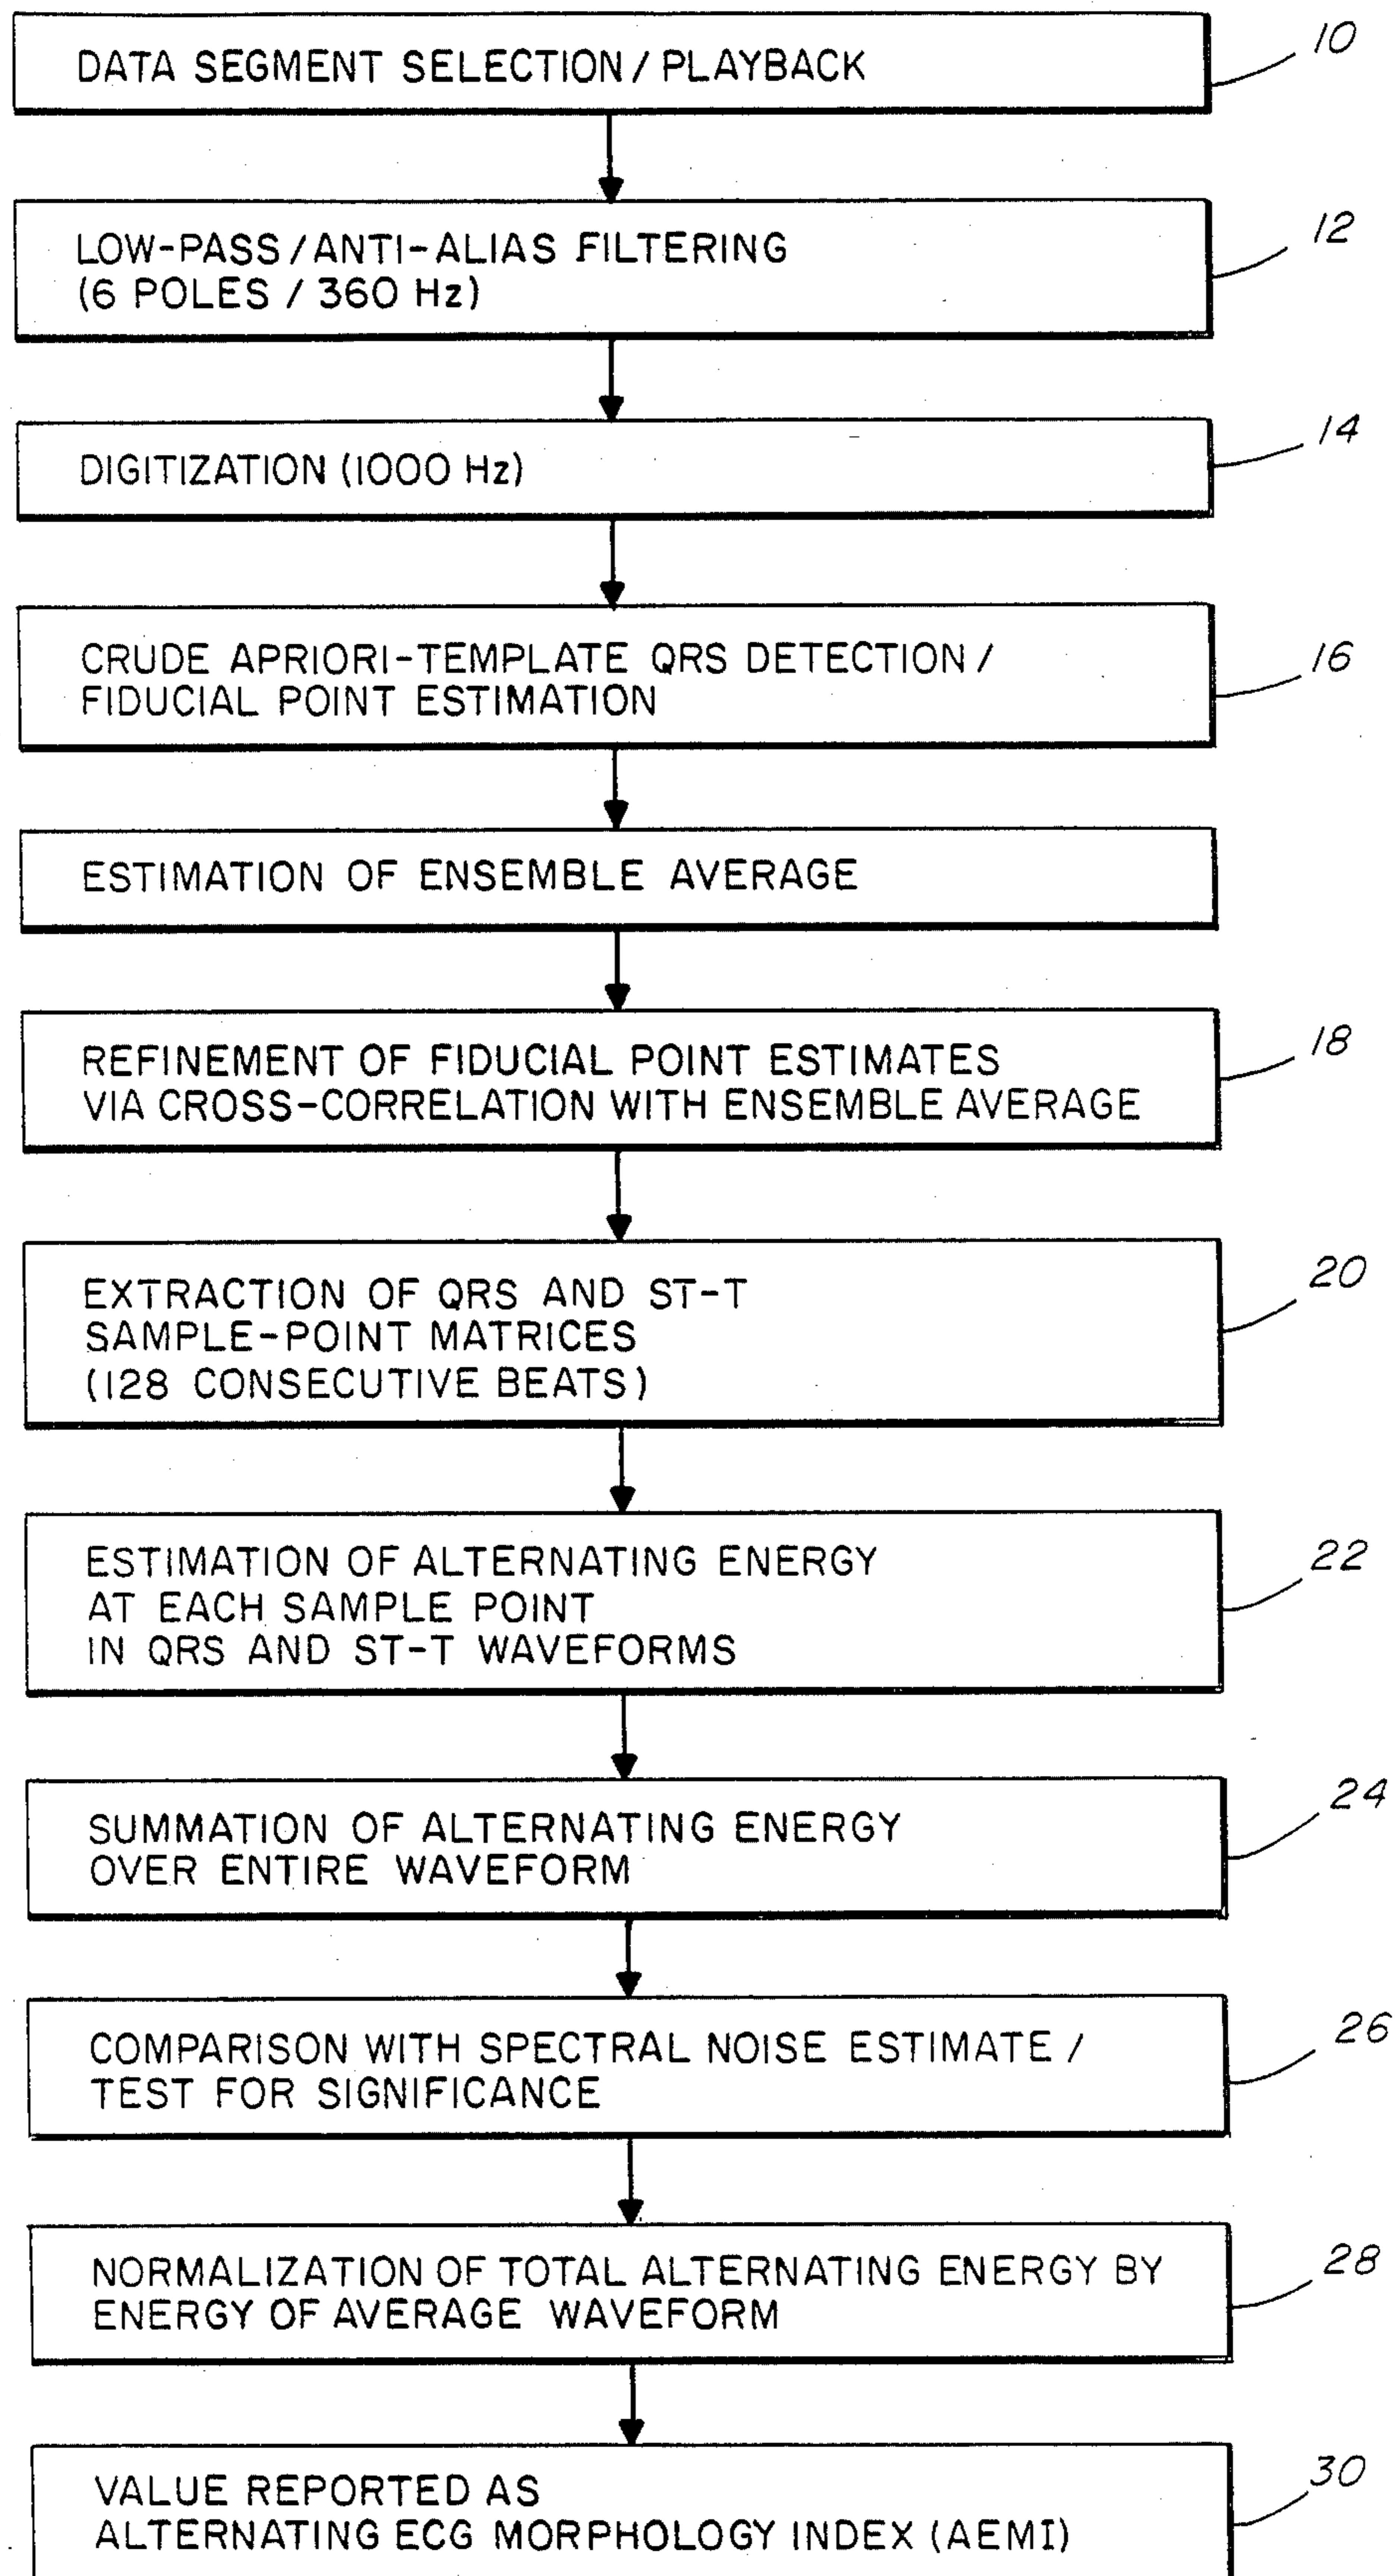 DATA SEGMENT SELECTION / PLAYBACK
10
LOW-PASS / ANTI-ALIAS FILTERING
(6 POLES / 360 Hz)
12
DIGITIZATION (1000 Hz)
14
CRUDE APRIORI-TEMPLATE QRS DETECTION /
FIDUCIAL POINT ESTIMATION
16
ESTIMATION OF ENSEMBLE AVERAGE
REFINEMENT OF FIDUCIAL POINT ESTIMATES
VIA CROSS-CORRELATION WITH ENSEMBLE AVERAGE
18
EXTRACTION OF QRS AND ST-T
SAMPLE-POINT MATRICES
(128 CONSECUTIVE BEATS)
20
ESTIMATION OF ALTERNATING ENERGY
AT EACH SAMPLE POINT
IN QRS AND ST-T WAVEFORMS
22
SUMMATION OF ALTERNATING ENERGY
OVER ENTIRE WAVEFORM
24
COMPARISON WITH SPECTRAL NOISE ESTIMATE /
TEST FOR SIGNIFICANCE
26
NORMALIZATION OF TOTAL ALTERNATING ENERGY BY
ENERGY OF AVERAGE WAVEFORM
28
VALUE REPORTED AS
ALTERNATING ECG MORPHOLOGY INDEX (AEMI)
30